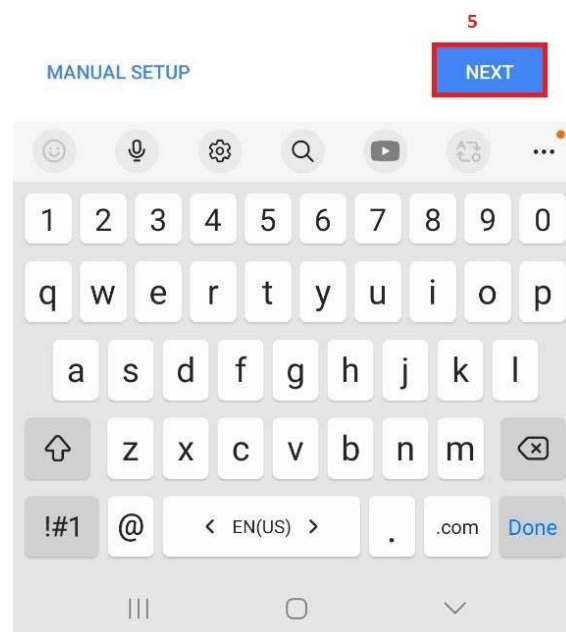 5
MANUAL SETUP NEXT
1 2 3 4 5 6 7 8 9 0
q w e r t y u i o p
a s d f g h j k l
z x c v b n m
!#1 @ < EN(US) > . .com Done